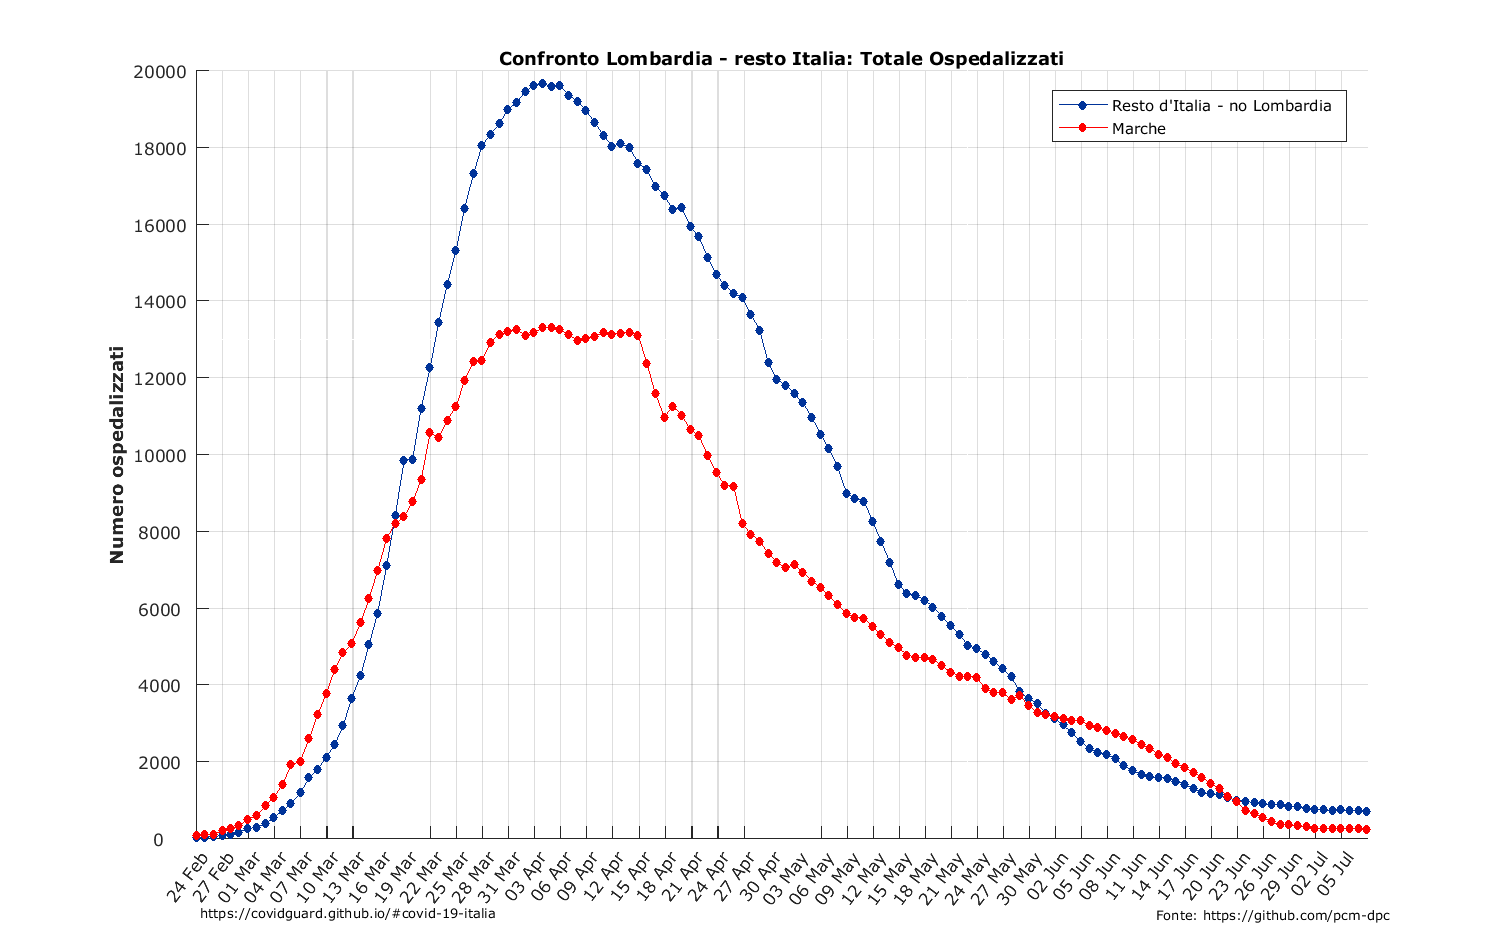 Confronto Lombardia - resto Italia: Totale Ospedalizzati
Resto d'Italia - no Lombardia
Marche
Numero ospedalizzati
20000
18000
16000
14000
12000
10000
8000
6000
4000
2000
0
24 Feb
27 Feb
01 Mar
04 Mar
07 Mar
10 Mar
13 Mar
16 Mar
19 Mar
22 Mar
25 Mar
28 Mar
31 Mar
03 Apr
06 Apr
09 Apr
12 Apr
15 Apr
18 Apr
21 Apr
24 Apr
27 Apr
30 Apr
03 May
06 May
09 May
12 May
15 May
18 May
21 May
24 May
27 May
30 May
02 Jun
05 Jun
08 Jun
11 Jun
14 Jun
17 Jun
20 Jun
23 Jun
26 Jun
29 Jun
02 Jul
05 Jul
https://covidguard.github.io/#covid-19-italia
Fonte: https://github.com/pcm-dpc